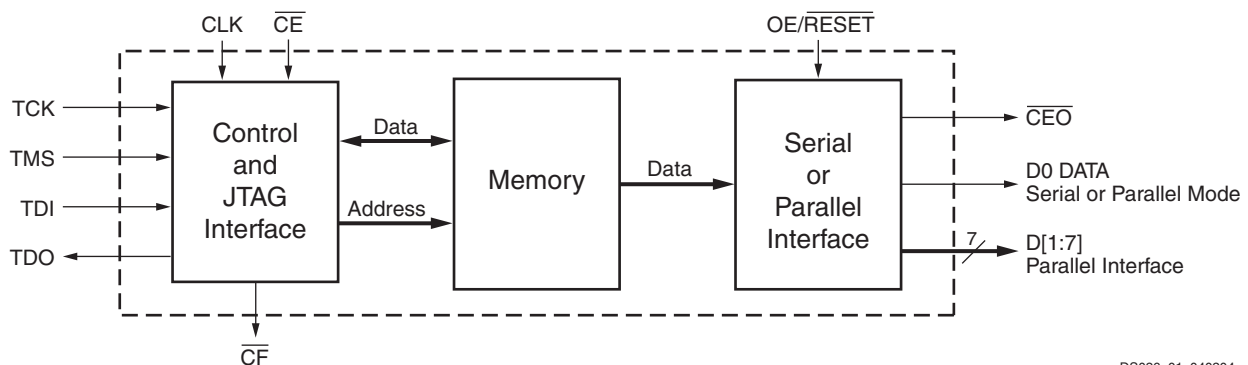 CLK
CE
OE/RESET
TCK
TMS
TDI
TDO
Control
and
JTAG
Interface
Data
Address
Memory
Data
Serial
or
Parallel
Interface
CEO
D0 DATA
Serial or Parallel Mode
7
D[1:7]
Parallel Interface
CF